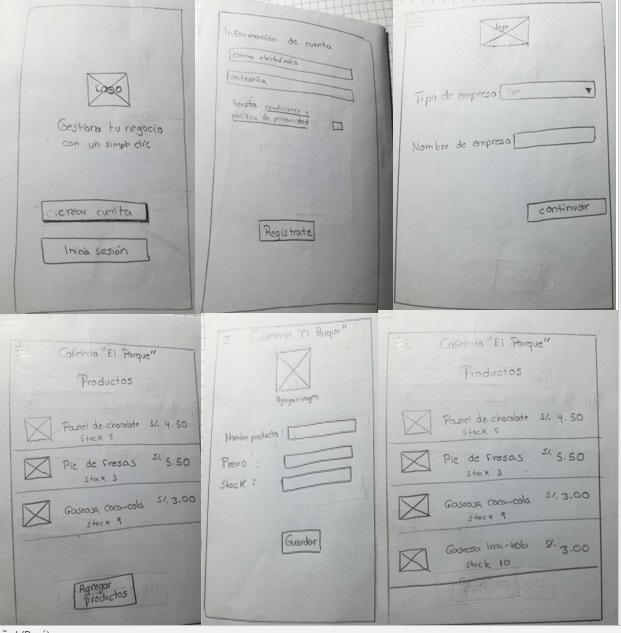 LOGO
Gestiona tu negocio
con un simple clic
crear cuenta
Inicia sesión
Información de cuenta
correo electrónico
contraseña
Acepta condiciones y
política de privacidad
Registrate
logo
Tipo de empresa
Tipo
Nombre de empresa
continuar
Cafetería "El Parque"
Productos
Pastel de chocolate S/. 4.50
Stock 5
Pie de fresas S/. 5.50
Stock 3
Gaseosa coca-cola S/. 3.00
Stock 9
Agregar
productos
Cafetería "El Parque"
Agregar imagen
Nombre producto:
Precio :
Stock :
Guardar
Cafetería "El Parque"
Productos
Pastel de chocolate S/. 4.50
Stock 5
Pie de fresas S/. 5.50
Stock 3
Gaseosa coca-cola S/. 3.00
Stock 9
Gaseosa Inca-kola S/. 3.00
Stock 10